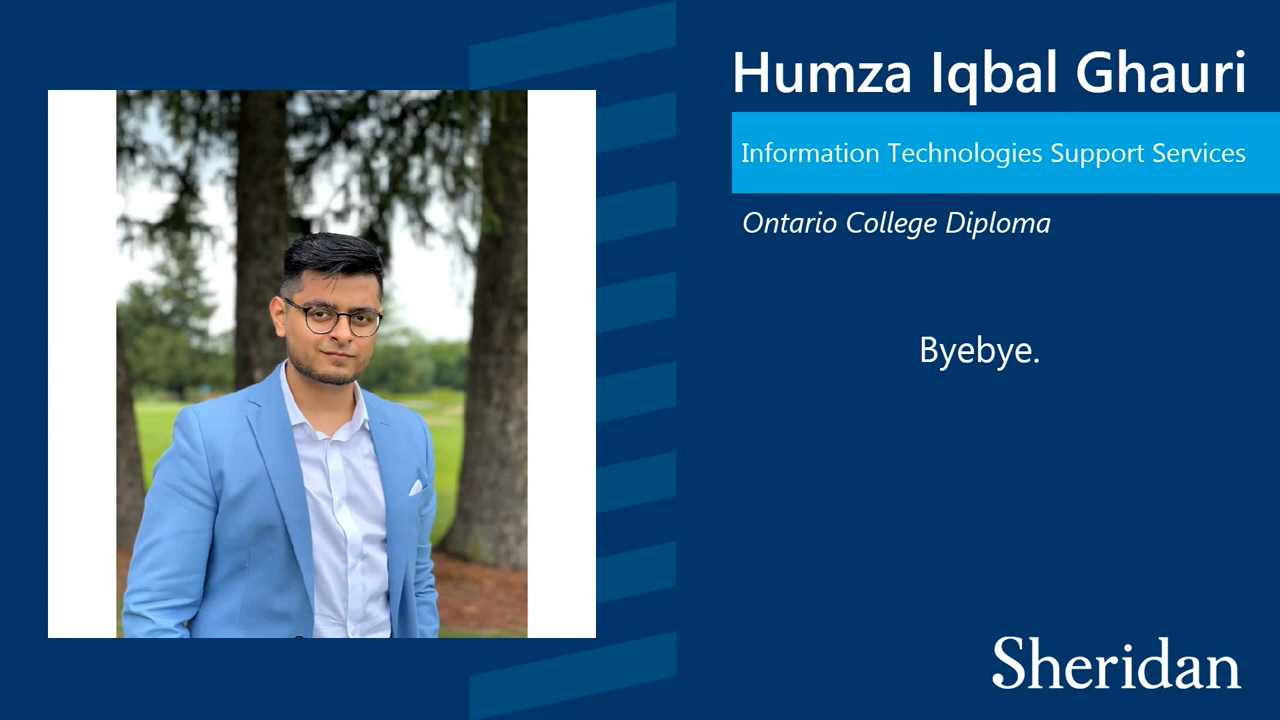 Humza Iqbal Ghauri
Information Technologies Support Services
Ontario College Diploma
Byebye.
Sheridan